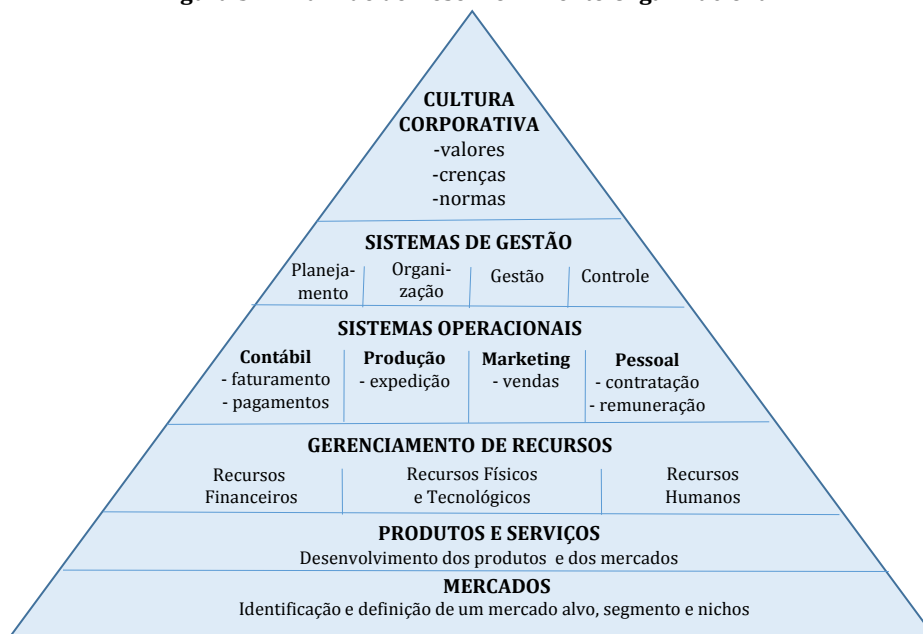 CULTURA
CORPORATIVA
-valores
-crenças
-normas
SISTEMAS DE GESTÃO
Planeja-
mento
Organi-
zação
Gestão
Controle
SISTEMAS OPERACIONAIS
Contábil
- faturamento
- pagamentos
Produção
- expedição
Marketing
- vendas
Pessoal
- contratação
- remuneração
GERENCIAMENTO DE RECURSOS
Recursos
Financeiros
Recursos Físicos
e Tecnológicos
Recursos
Humanos
PRODUTOS E SERVIÇOS
Desenvolvimento dos produtos e dos mercados
MERCADOS
Identificação e definição de um mercado alvo, segmento e nichos